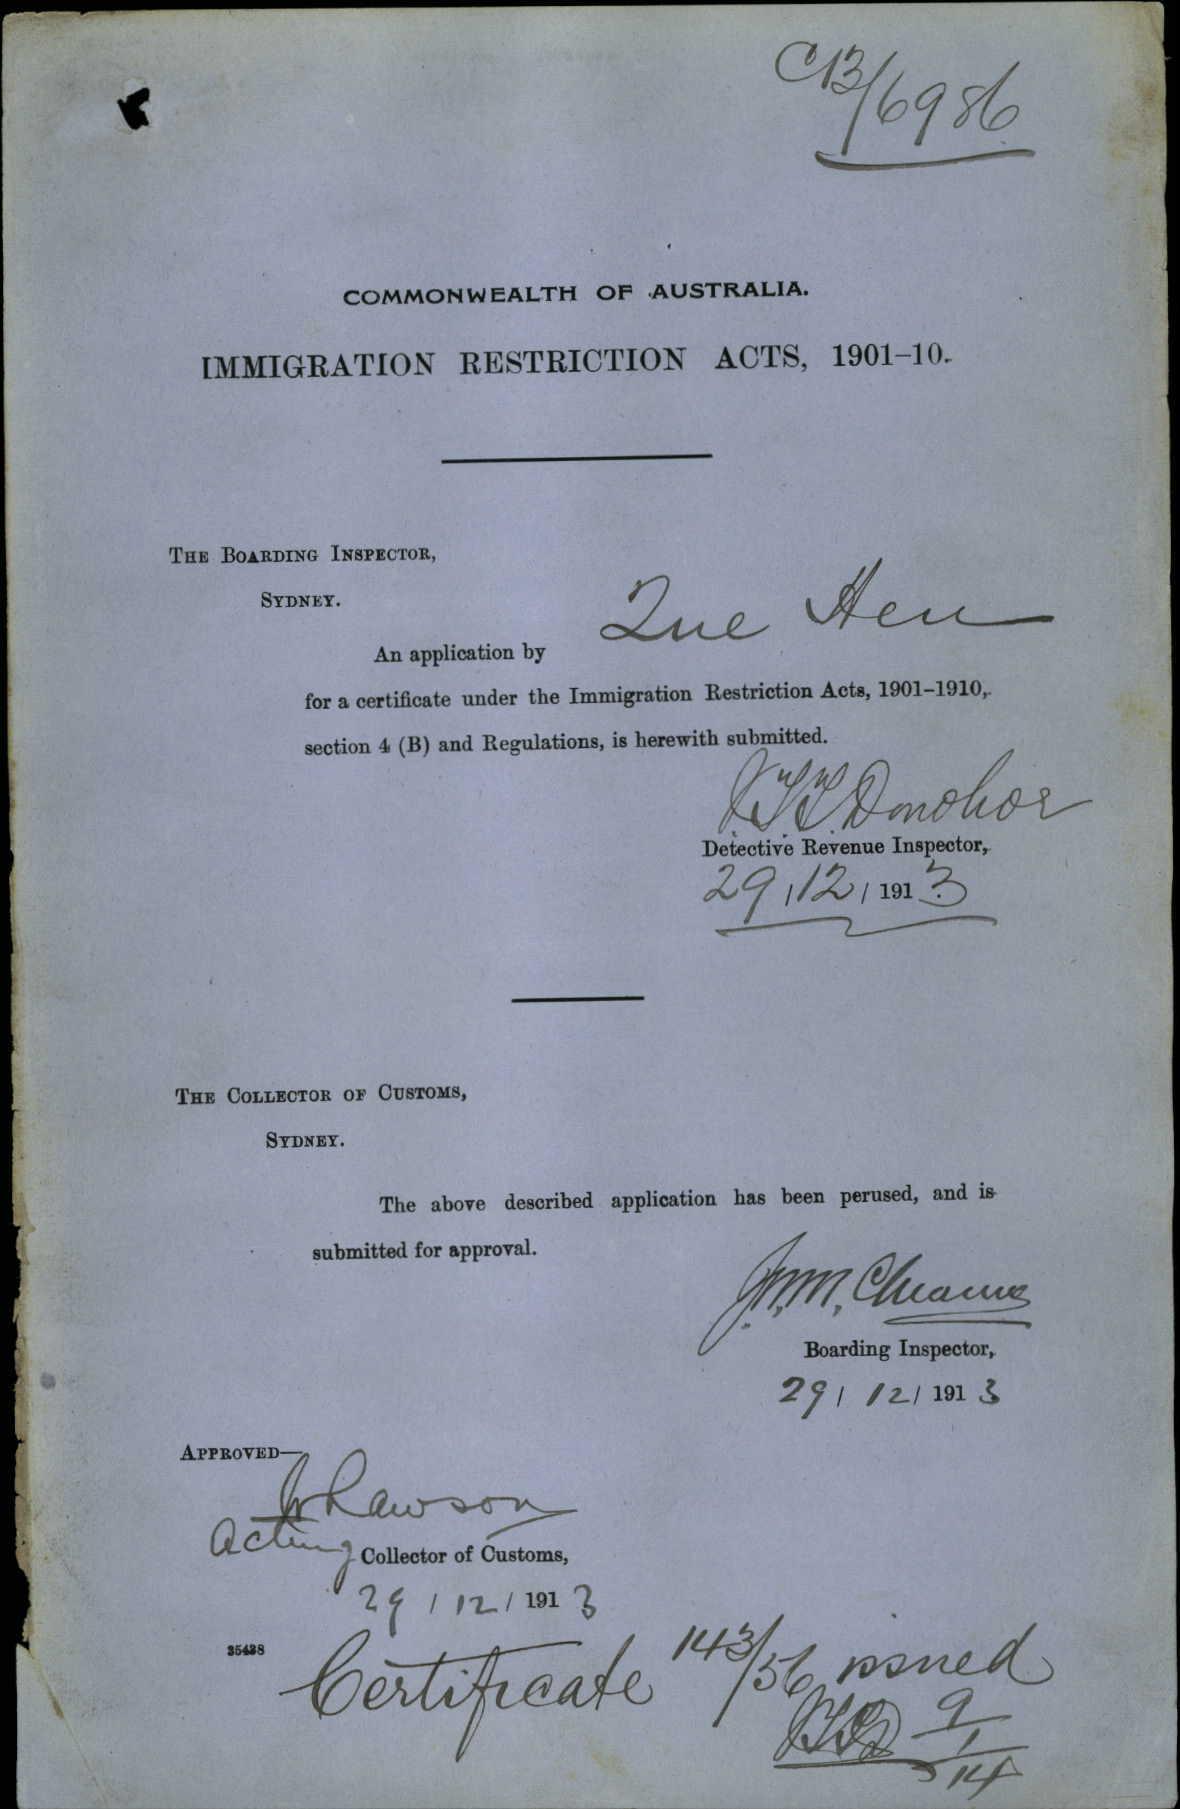 C13/6986
COMMONWEALTH OF AUSTRALIA.
IMMIGRATION RESTRICTION ACTS, 1901–10.
THE BOARDING INSPECTOR,
SYDNEY.
An application by Que Hen
for a certificate under the Immigration Restriction Acts, 1901–1910,
section 4 (B) and Regulations, is herewith submitted.
Donohoe
Detective Revenue Inspector,
29/12/1913
THE COLLECTOR OF CUSTOMS,
SYDNEY.
The above described application has been perused, and is
submitted for approval.
Boarding Inspector,
29/12/1913
APPROVED—
Lawson
Acting Collector of Customs,
29/12/1913
35438
Certificate 143/56 issued
9/1/14